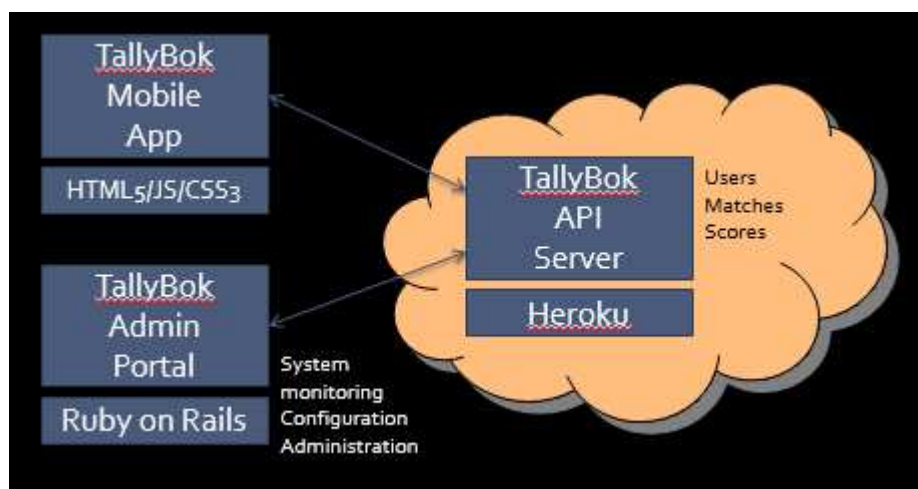 TallyBok
Mobile
App
HTML5/JS/CSS3
TallyBok
API
Server
Heroku
Users
Matches
Scores
TallyBok
Admin
Portal
Ruby on Rails
System
monitoring
Configuration
Administration